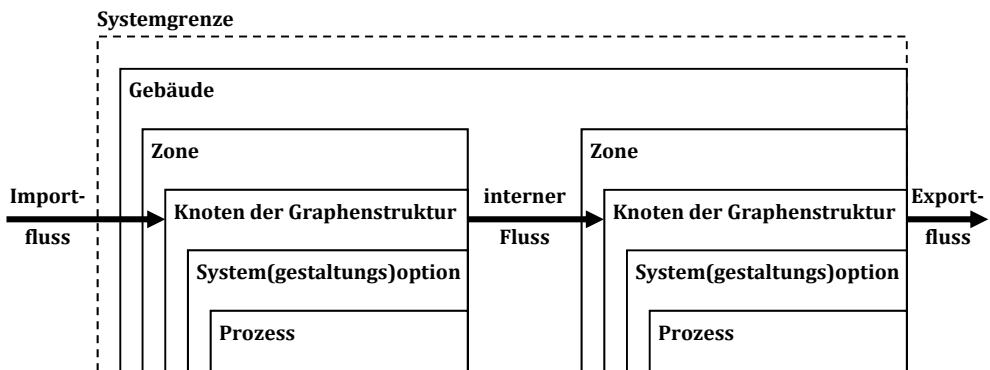 Systemgrenze
Gebäude
Zone
Zone
Import-
fluss
Knoten der Graphenstruktur
interner
Fluss
Knoten der Graphenstruktur
Export-
fluss
System(gestaltungs)option
System(gestaltungs)option
Prozess
Prozess